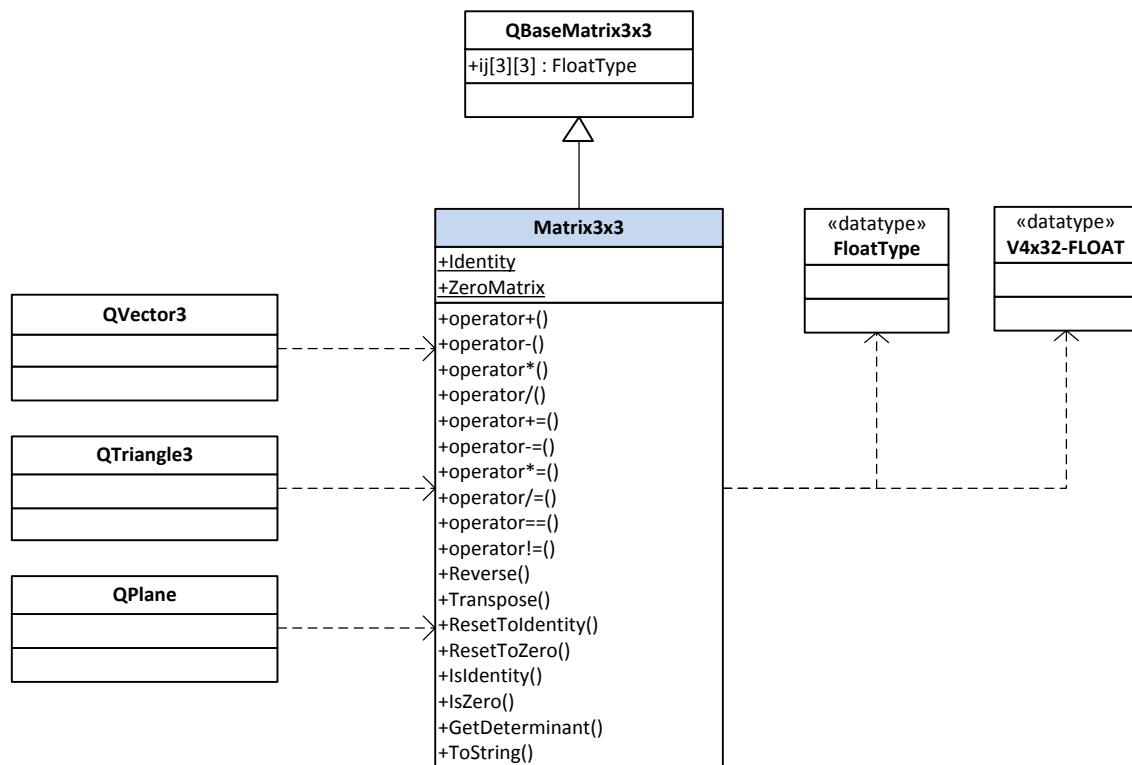 QBaseMatrix3x3
+ij[3][3] : FloatType
Matrix3x3
+Identity
+ZeroMatrix
+operator+()
+operator-()
+operator*()
+operator/()
+operator+=()
+operator-=()
+operator*=()
+operator/=()
+operator==()
+operator!=()
+Reverse()
+Transpose()
+ResetToIdentity()
+ResetToZero()
+IsIdentity()
+IsZero()
+GetDeterminant()
+ToString()
«datatype»
FloatType
«datatype»
V4x32-FLOAT
QVector3
QTriangle3
QPlane